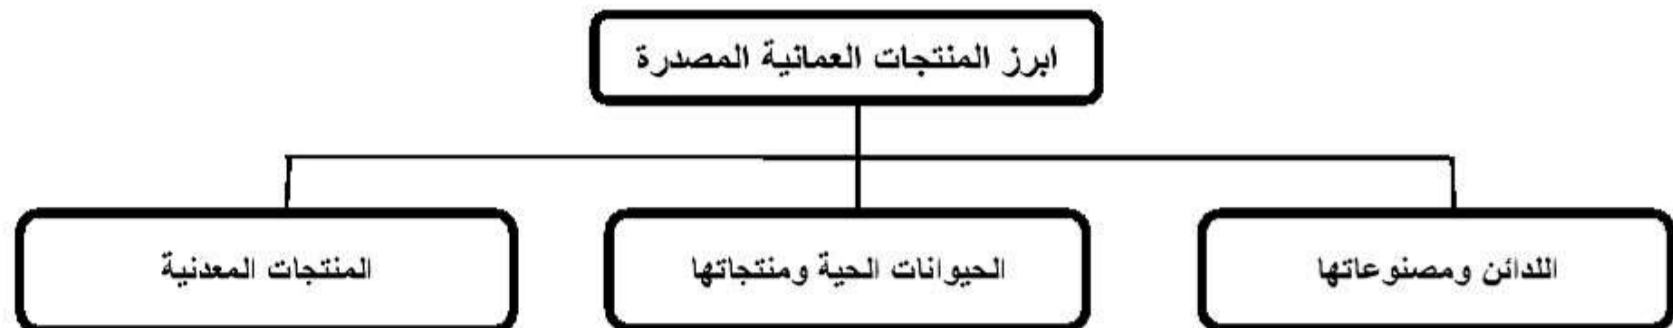 ابرز المنتجات العمانية المصدرة
اللدائن ومصنوعاتها
الحيوانات الحية ومنتجاتها
المنتجات المعدنية